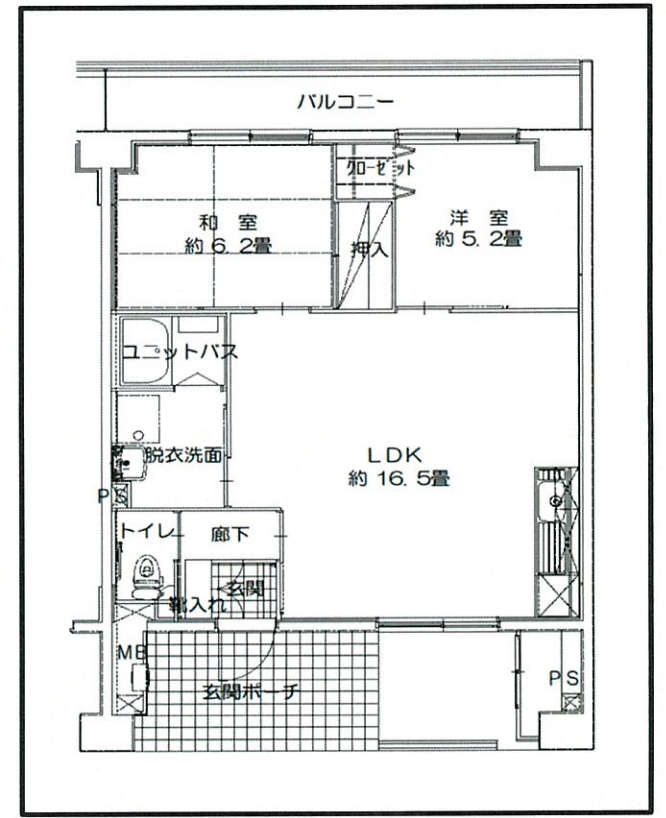 バルコニー
クローゼット
和 室
約 6. 2畳
押入
洋 室
約 5. 2畳
ユニットバス
脱衣洗面
LDK
約 16. 5畳
PS
トイレ
廊下
玄関
靴入れ
MB
玄関ポーチ
PS